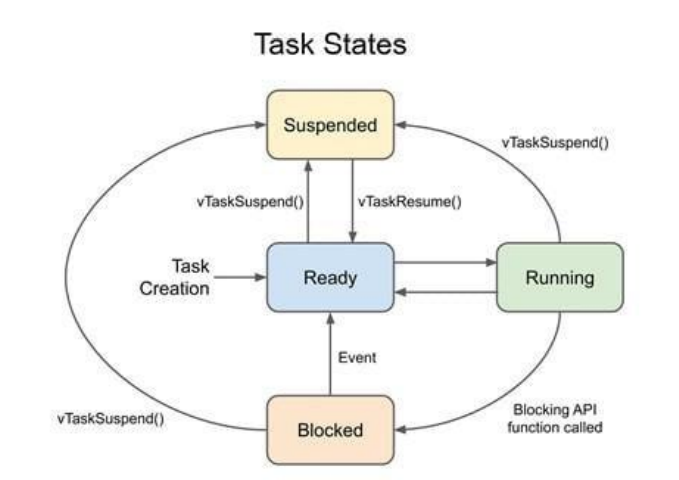 Task States
Suspended
vTaskSuspend()
vTaskSuspend()
vTaskResume()
Task
Creation
Ready
Running
Event
vTaskSuspend()
Blocked
Blocking API
function called